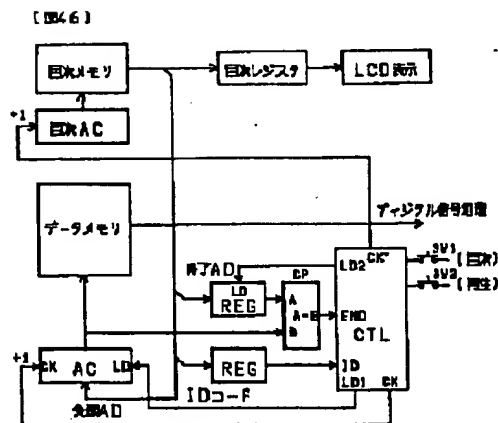 [図46]
目次メモリ
目次レジスタ
LCD表示
+1
目次AC
データメモリ
ディジタル信号処理
CK
SW1
[目次]
LD2
終了AD
CP
SW2
[再生]
LD
REG
A
A=B
B
END
CTL
+1
CK
AC
LD
REG
ID
IDコード
LD1
CK
先頭AD